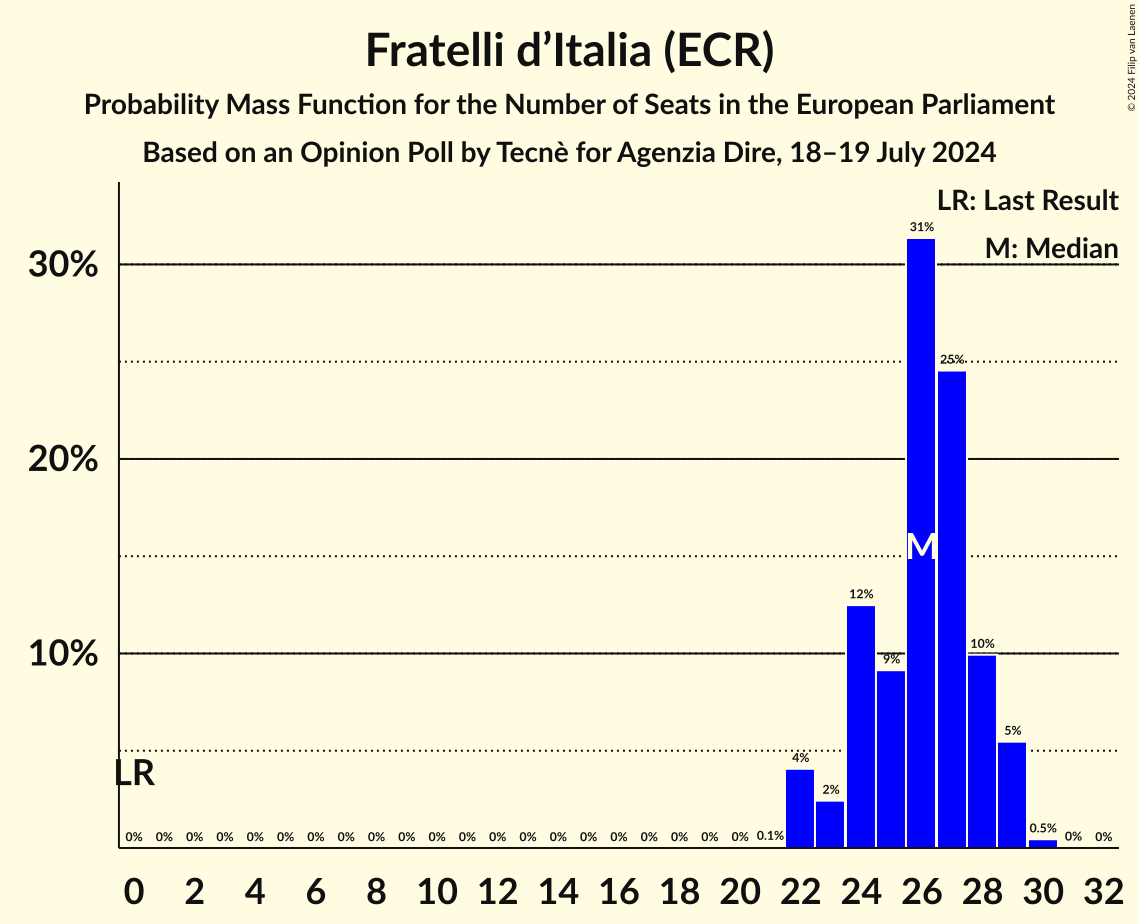 Fratelli d’Italia (ECR)
Probability Mass Function for the Number of Seats in the European Parliament
Based on an Opinion Poll by Tecnè for Agenzia Dire, 18–19 July 2024
© 2024 Filip van Laenen
LR: Last Result
M: Median
30%
20%
10%
LR
M
0% 0% 0% 0% 0% 0% 0% 0% 0% 0% 0% 0% 0% 0% 0% 0% 0% 0% 0% 0% 0% 0.1% 4% 2% 12% 9% 31% 25% 10% 5% 0.5% 0% 0%
0 2 4 6 8 10 12 14 16 18 20 22 24 26 28 30 32